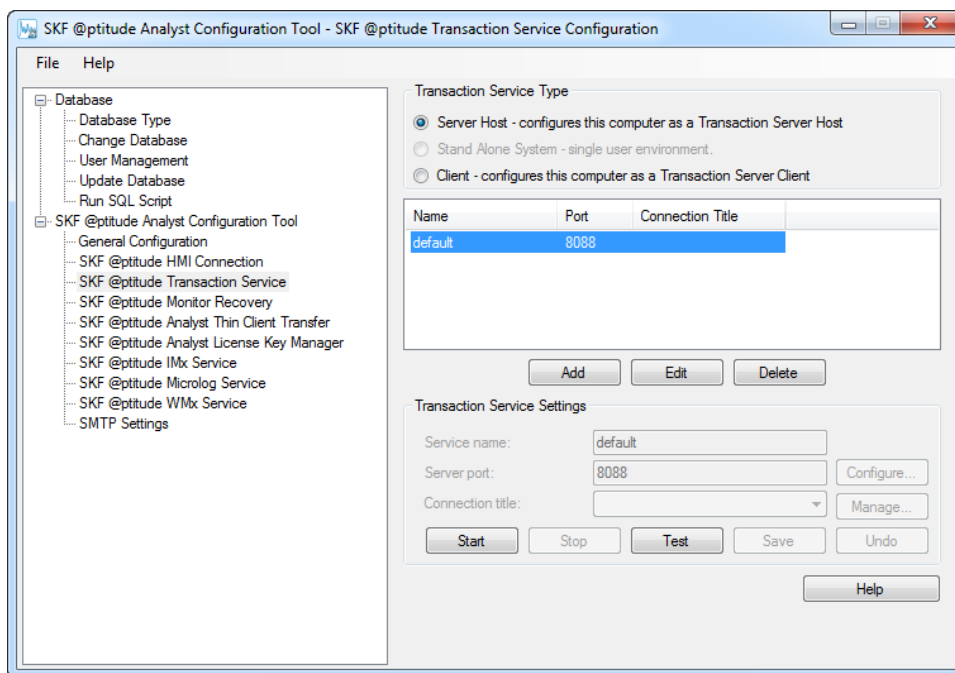 SKF @ptitude Analyst Configuration Tool - SKF @ptitude Transaction Service Configuration
File Help
Database
Database Type
Change Database
User Management
Update Database
Run SQL Script
SKF @ptitude Analyst Configuration Tool
General Configuration
SKF @ptitude HMI Connection
SKF @ptitude Transaction Service
SKF @ptitude Monitor Recovery
SKF @ptitude Analyst Thin Client Transfer
SKF @ptitude Analyst License Key Manager
SKF @ptitude IMx Service
SKF @ptitude Microlog Service
SKF @ptitude WMx Service
SMTP Settings
Transaction Service Type
Server Host - configures this computer as a Transaction Server Host
Stand Alone System - single user environment.
Client - configures this computer as a Transaction Server Client
Name Port Connection Title
default 8088
Add Edit Delete
Transaction Service Settings
Service name: default
Server port: 8088 Configure...
Connection title: Manage...
Start Stop Test Save Undo
Help